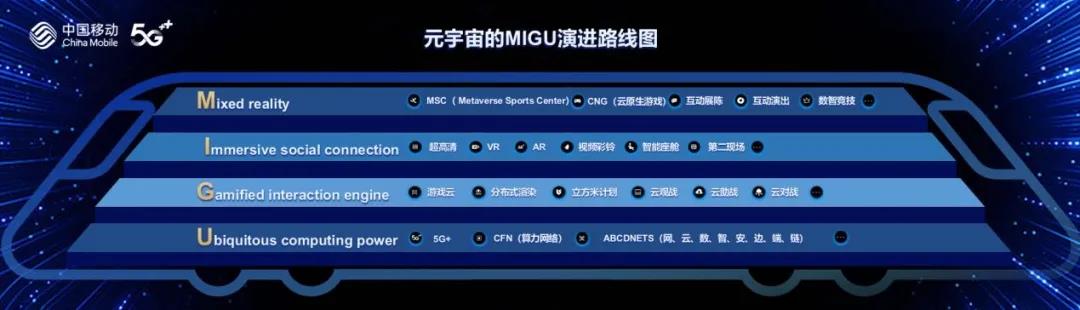 中国移动
China Mobile
5G++
元宇宙的MIGU演进路线图
Mixed reality MSC（Metaverse Sports Center） CNG（云原生游戏） 互动展陈 互动演出 数智竞技 ...
Immersive social connection 超高清 VR AR 视频彩铃 智能座舱 第二现场 ...
Gamified interaction engine 游戏云 分布式渲染 立方米计划 云观战 云助战 云对战 ...
Ubiquitous computing power 5G+ 5G+ CFN（算力网络） ABCDNETS（网、云、数、智、安、边、端、链） ...